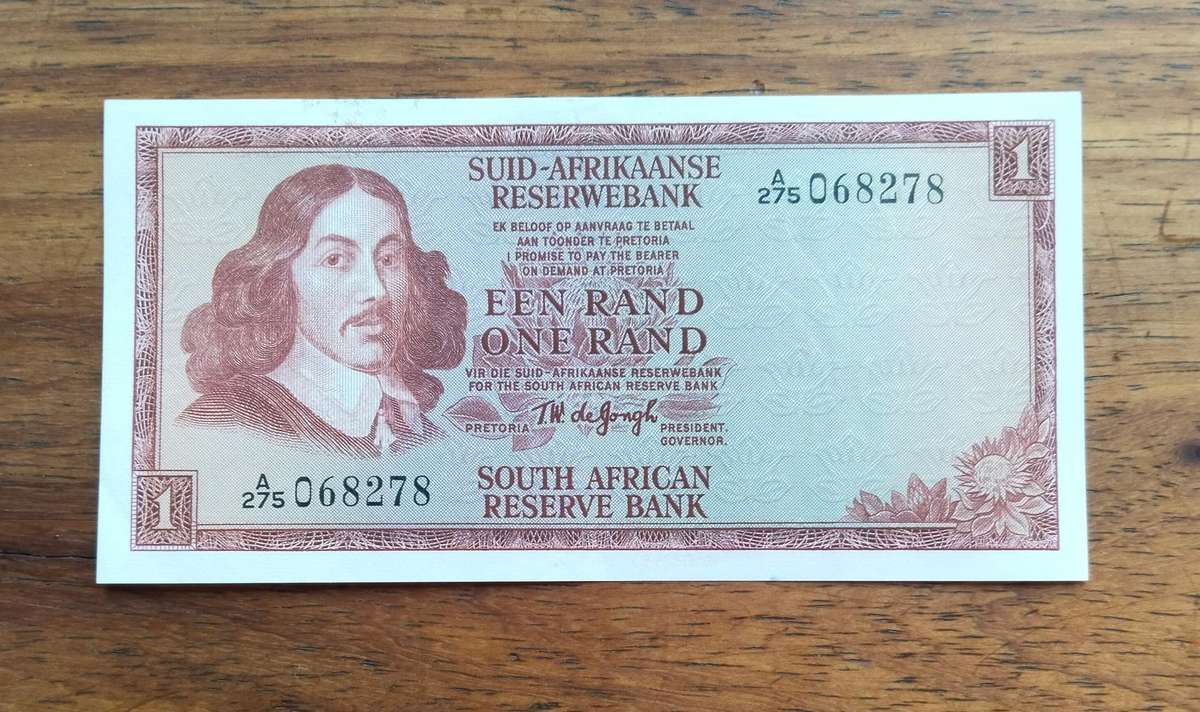 1
SUID-AFRIKAANSE
RESERWEBANK
A/275 068278
EK BELOOF OP AANVRAAG TE BETAAL
AAN TOONDER TE PRETORIA
I PROMISE TO PAY THE BEARER
ON DEMAND AT PRETORIA
EEN RAND
ONE RAND
VIR DIE SUID-AFRIKAANSE RESERWEBANK
FOR THE SOUTH AFRICAN RESERVE BANK
PRETORIA T.W. de Jongh PRESIDENT.
GOVERNOR.
A/275 068278
SOUTH AFRICAN
RESERVE BANK
1